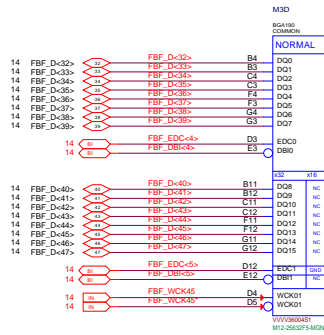 M3D
BGA190
COMMON
NORMAL
14 FBF_D<32> 32 FBF_D<32> B4 DQ0
14 FBF_D<33> 33 FBF_D<33> B3 DQ1
14 FBF_D<34> 34 FBF_D<34> C4 DQ2
14 FBF_D<35> 35 FBF_D<35> C3 DQ3
14 FBF_D<36> 36 FBF_D<36> F4 DQ4
14 FBF_D<37> 37 FBF_D<37> F3 DQ5
14 FBF_D<38> 38 FBF_D<38> G4 DQ6
14 FBF_D<39> 39 FBF_D<39> G3 DQ7
14 BI FBF_EDC<4> D3 EDC0
14 BI FBF_DBI<4> E3 DBI0
x32 x16
14 FBF_D<40> 40 FBF_D<40> B11 DQ8 NC
14 FBF_D<41> 41 FBF_D<41> B12 DQ9 NC
14 FBF_D<42> 42 FBF_D<42> C11 DQ10 NC
14 FBF_D<43> 43 FBF_D<43> C12 DQ11 NC
14 FBF_D<44> 44 FBF_D<44> F11 DQ12 NC
14 FBF_D<45> 45 FBF_D<45> F12 DQ13 NC
14 FBF_D<46> 46 FBF_D<46> G11 DQ14 NC
14 FBF_D<47> 47 FBF_D<47> G12 DQ15 NC
14 BI FBF_EDC<5> D12 EDC1 GND
14 BI FBF_DBI<5> E12 DBI1 NC
14 IN FBF_WCK45 D4 WCK01
14 IN FBF_WCK45* D5 WCK01